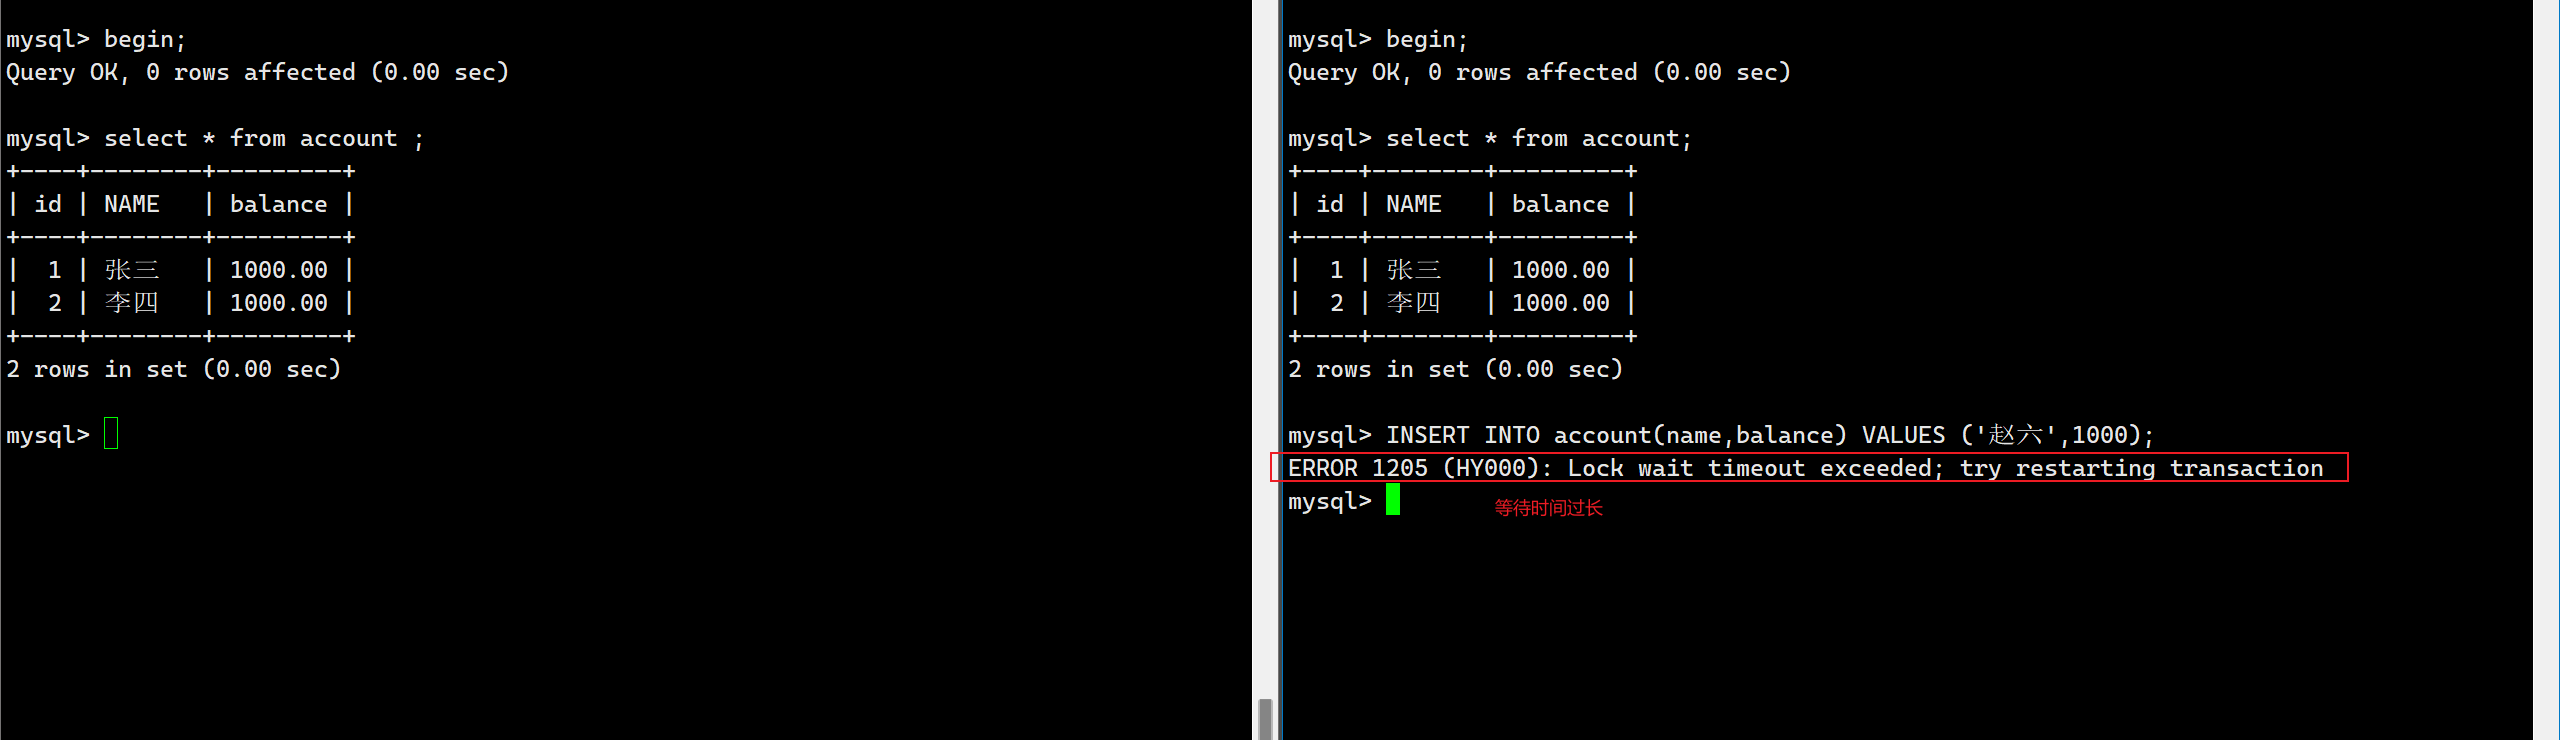 mysql> begin;
Query OK, 0 rows affected (0.00 sec)
mysql> select * from account ;
+----+--------+---------+
| id | NAME   | balance |
+----+--------+---------+
|  1 | 张三   | 1000.00 |
|  2 | 李四   | 1000.00 |
+----+--------+---------+
2 rows in set (0.00 sec)
mysql>
mysql> begin;
Query OK, 0 rows affected (0.00 sec)
mysql> select * from account;
+----+--------+---------+
| id | NAME   | balance |
+----+--------+---------+
|  1 | 张三   | 1000.00 |
|  2 | 李四   | 1000.00 |
+----+--------+---------+
2 rows in set (0.00 sec)
mysql> INSERT INTO account(name,balance) VALUES ('赵六',1000);
ERROR 1205 (HY000): Lock wait timeout exceeded; try restarting transaction
mysql>
等待时间过长